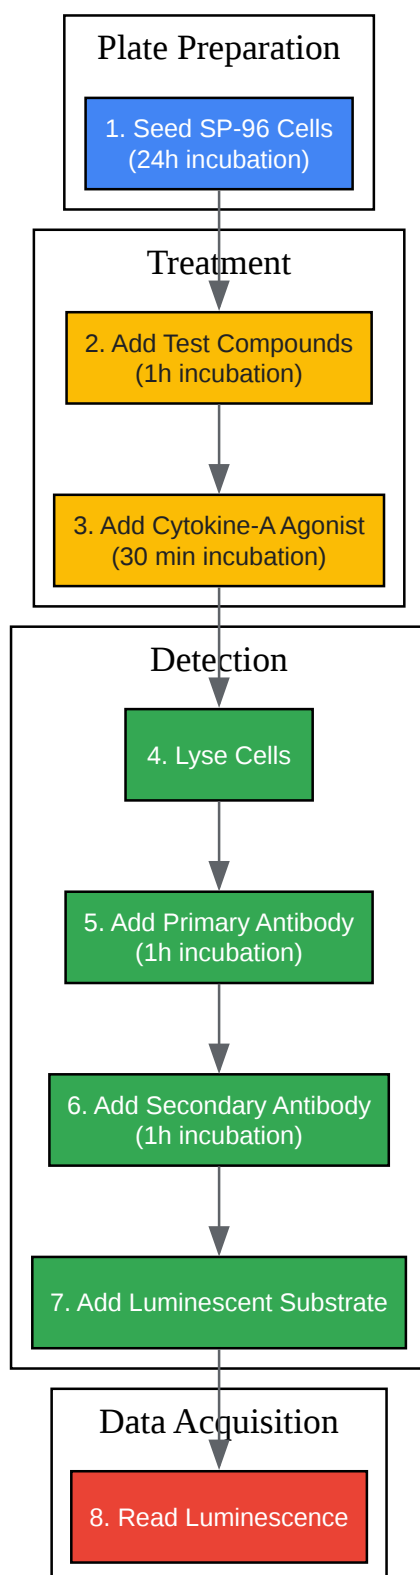 Plate Preparation
1. Seed SP-96 Cells
(24h incubation)
Treatment
2. Add Test Compounds
(1h incubation)
3. Add Cytokine-A Agonist
(30 min incubation)
Detection
4. Lyse Cells
5. Add Primary Antibody
(1h incubation)
6. Add Secondary Antibody
(1h incubation)
7. Add Luminescent Substrate
Data Acquisition
8. Read Luminescence